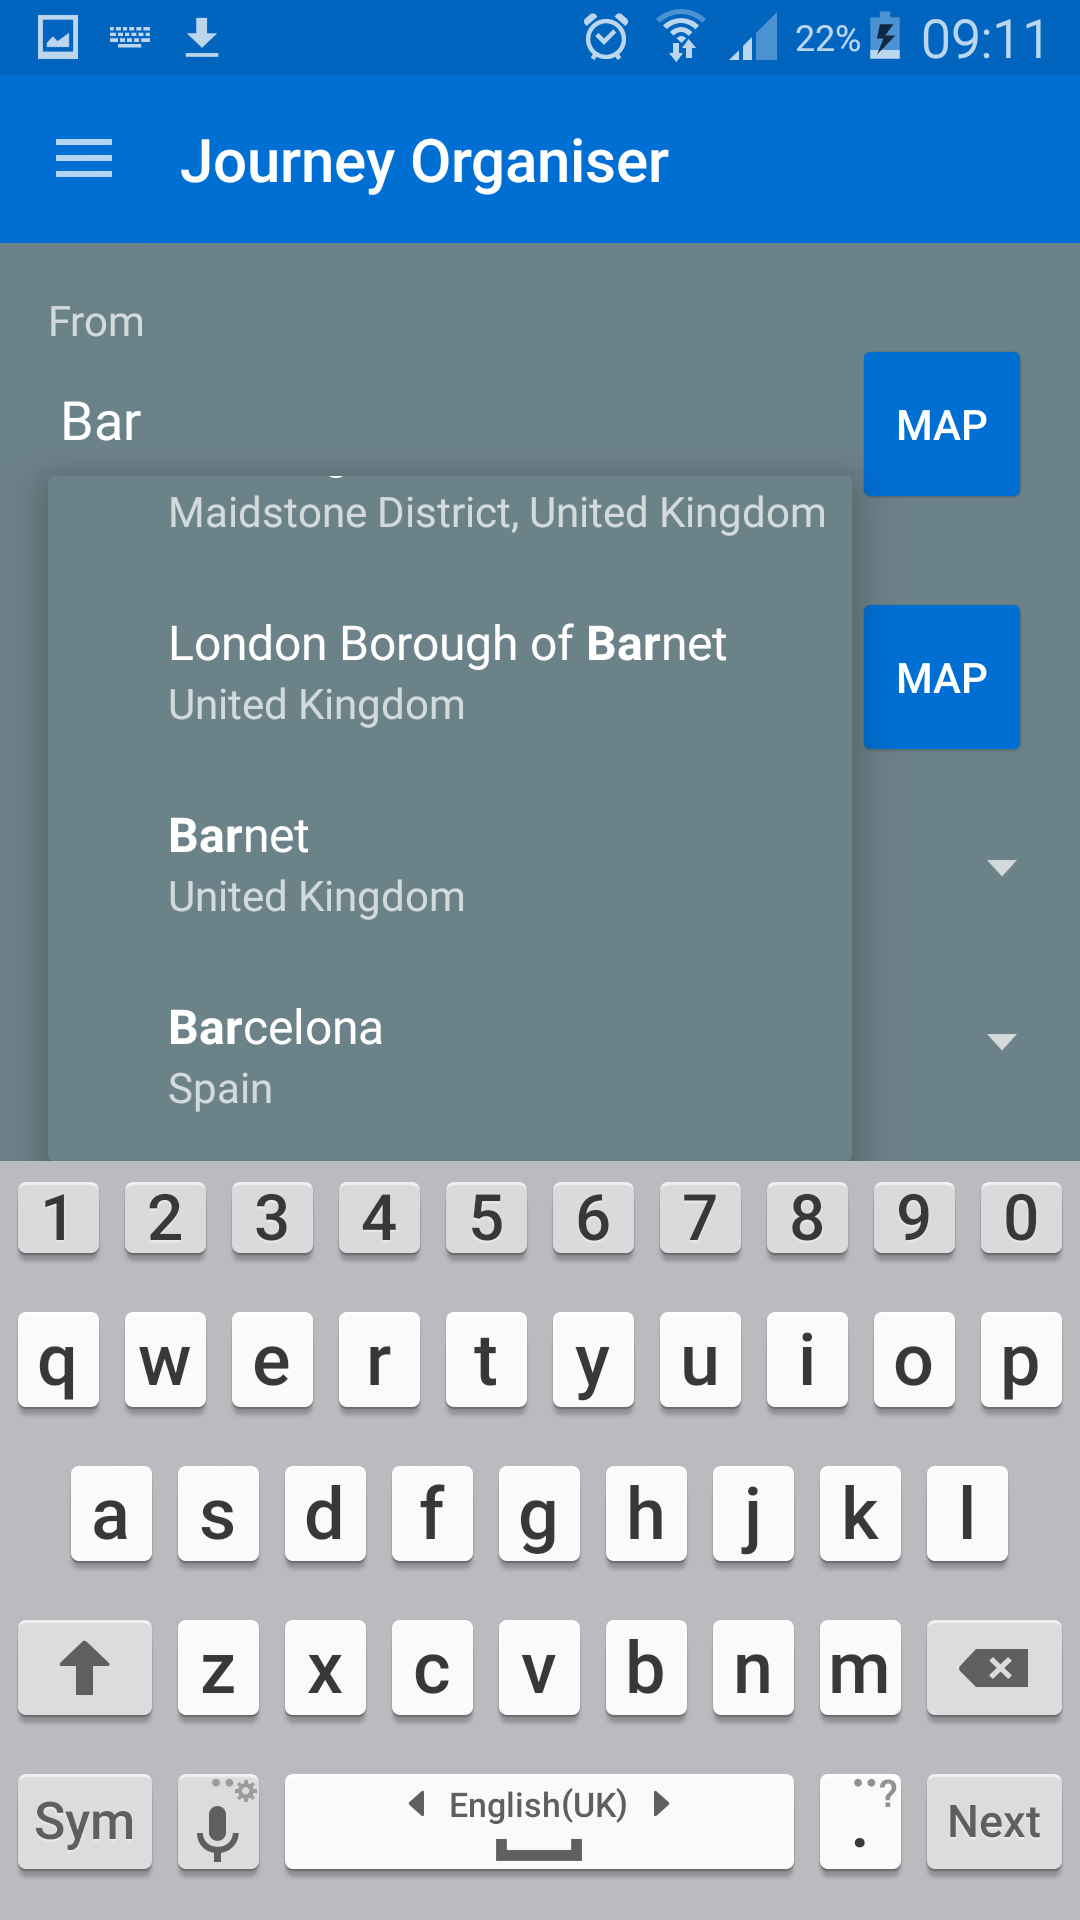 22% 09:11
Journey Organiser
From
Bar
MAP
Maidstone District, United Kingdom
London Borough of Barnet
United Kingdom
MAP
Barnet
United Kingdom
Barcelona
Spain
1 2 3 4 5 6 7 8 9 0
q w e r t y u i o p
a s d f g h j k l
z x c v b n m
Sym English(UK) . ? Next